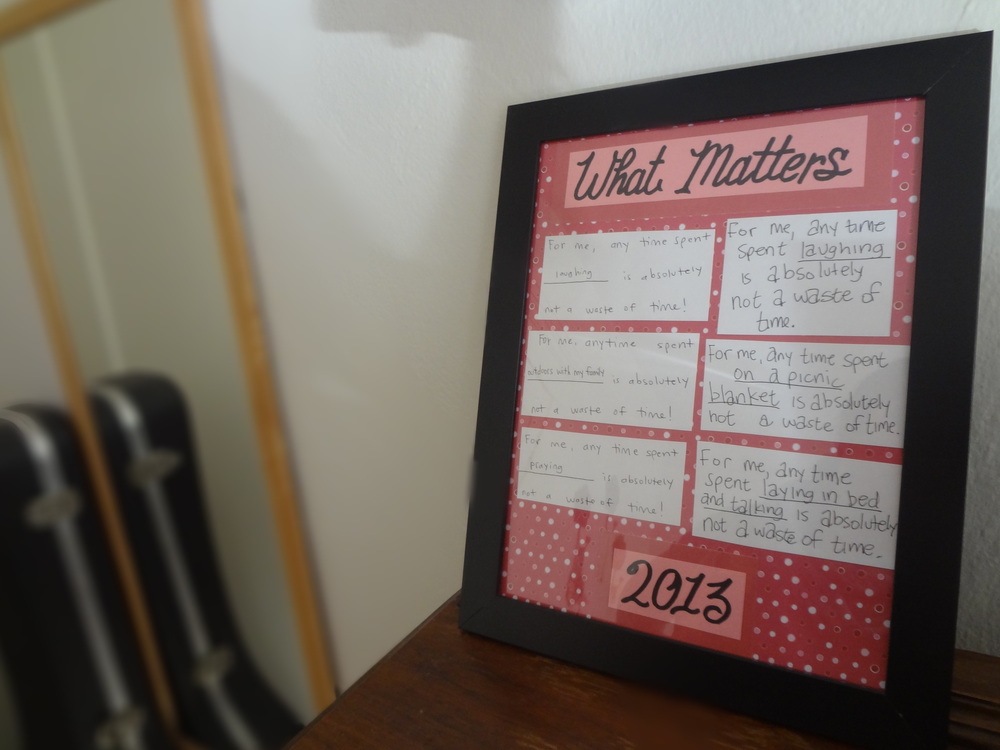 What Matters
For me, any time spent
laughing is absolutely
not a waste of time!
For me, any time
spent laughing
is absolutely
not a waste of
time.
For me, anytime spent
outdoors with my family is absolutely
not a waste of time!
For me, any time spent
on a picnic
blanket is absolutely
not a waste of time.
For me, any time spent
praying is absolutely
not a waste of time!
For me, any time
spent laying in bed
and talking is absolutely
not a waste of time.
2013